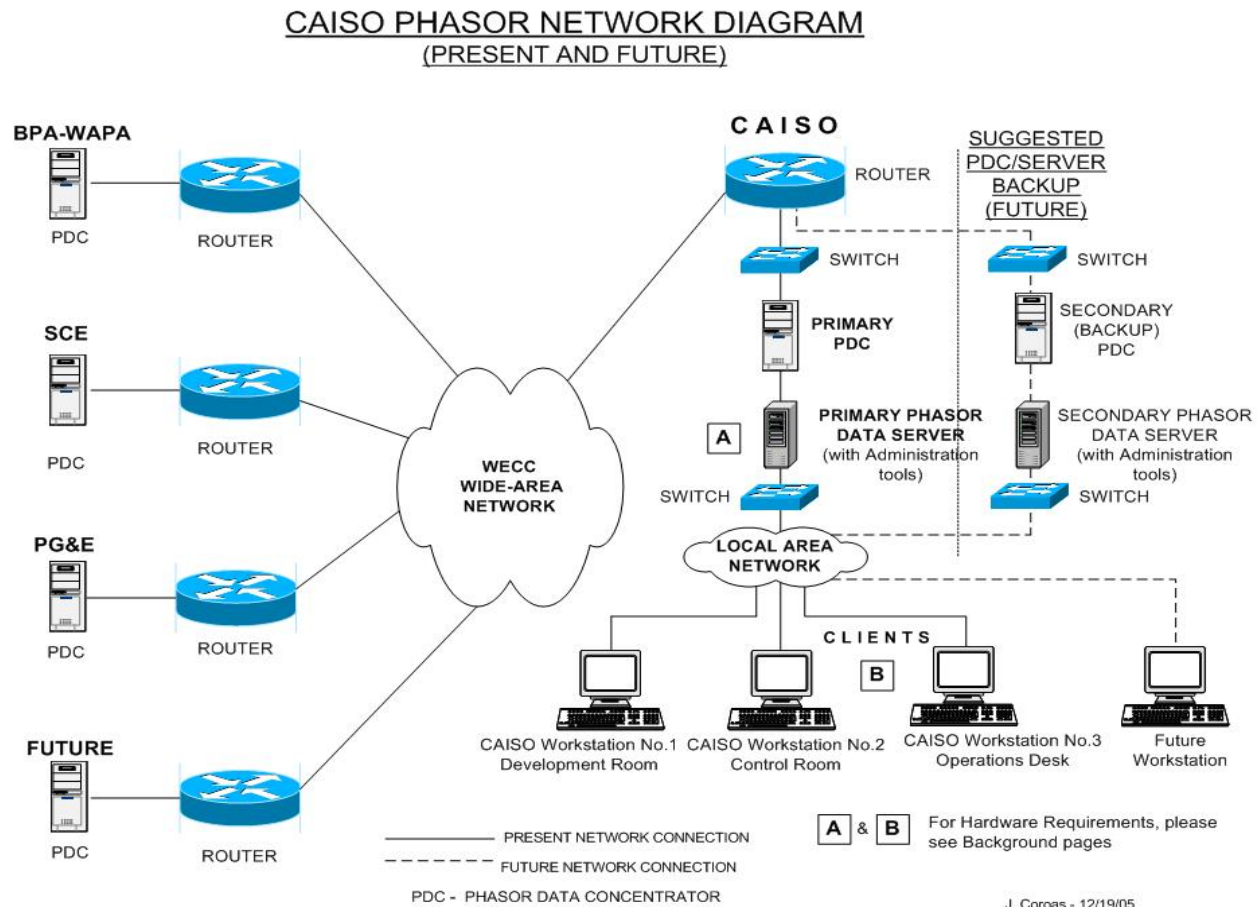 CAISO PHASOR NETWORK DIAGRAM
(PRESENT AND FUTURE)
BPA-WAPA
PDC
ROUTER
SCE
PDC
ROUTER
PG&E
PDC
ROUTER
FUTURE
PDC
ROUTER
WECC
WIDE-AREA
NETWORK
CAISO
ROUTER
SWITCH
PRIMARY
PDC
A
PRIMARY PHASOR
DATA SERVER
(with Administration
tools)
SWITCH
SUGGESTED
PDC/SERVER
BACKUP
(FUTURE)
SWITCH
SECONDARY
(BACKUP)
PDC
SECONDARY PHASOR
DATA SERVER
(with Administration
tools)
SWITCH
LOCAL AREA
NETWORK
CLIENTS
B
CAISO Workstation No.1
Development Room
CAISO Workstation No.2
Control Room
CAISO Workstation No.3
Operations Desk
Future
Workstation
PRESENT NETWORK CONNECTION
FUTURE NETWORK CONNECTION
PDC - PHASOR DATA CONCENTRATOR
A & B For Hardware Requirements, please
see Background pages
J. Coroas - 12/19/05